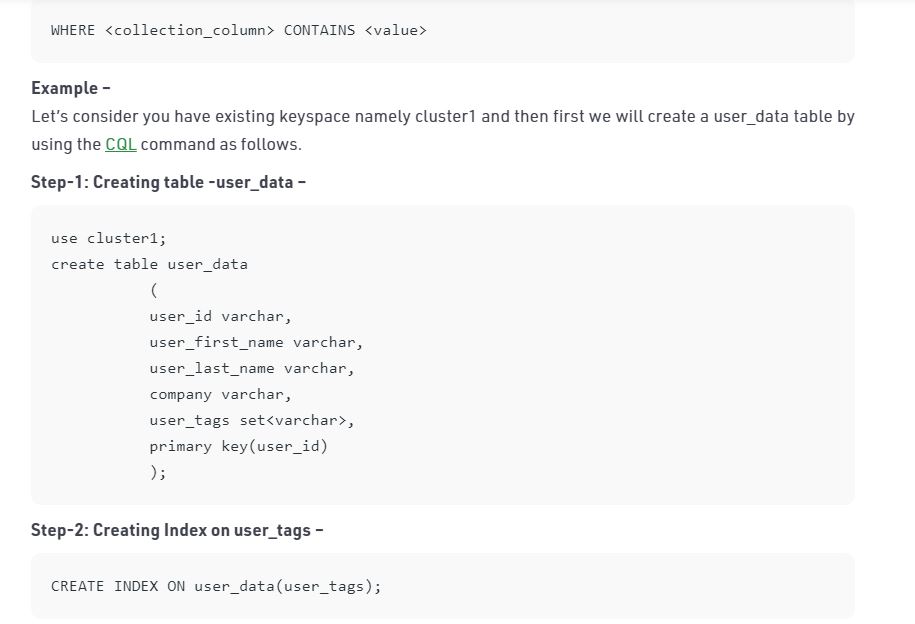 WHERE <collection_column> CONTAINS <value>
Example –
Let's consider you have existing keyspace namely cluster1 and then first we will create a user_data table by
using the CQL command as follows.
Step-1: Creating table -user_data –
use cluster1;
create table user_data
(
user_id varchar,
user_first_name varchar,
user_last_name varchar,
company varchar,
user_tags set<varchar>,
primary key(user_id)
);
Step-2: Creating Index on user_tags –
CREATE INDEX ON user_data(user_tags);